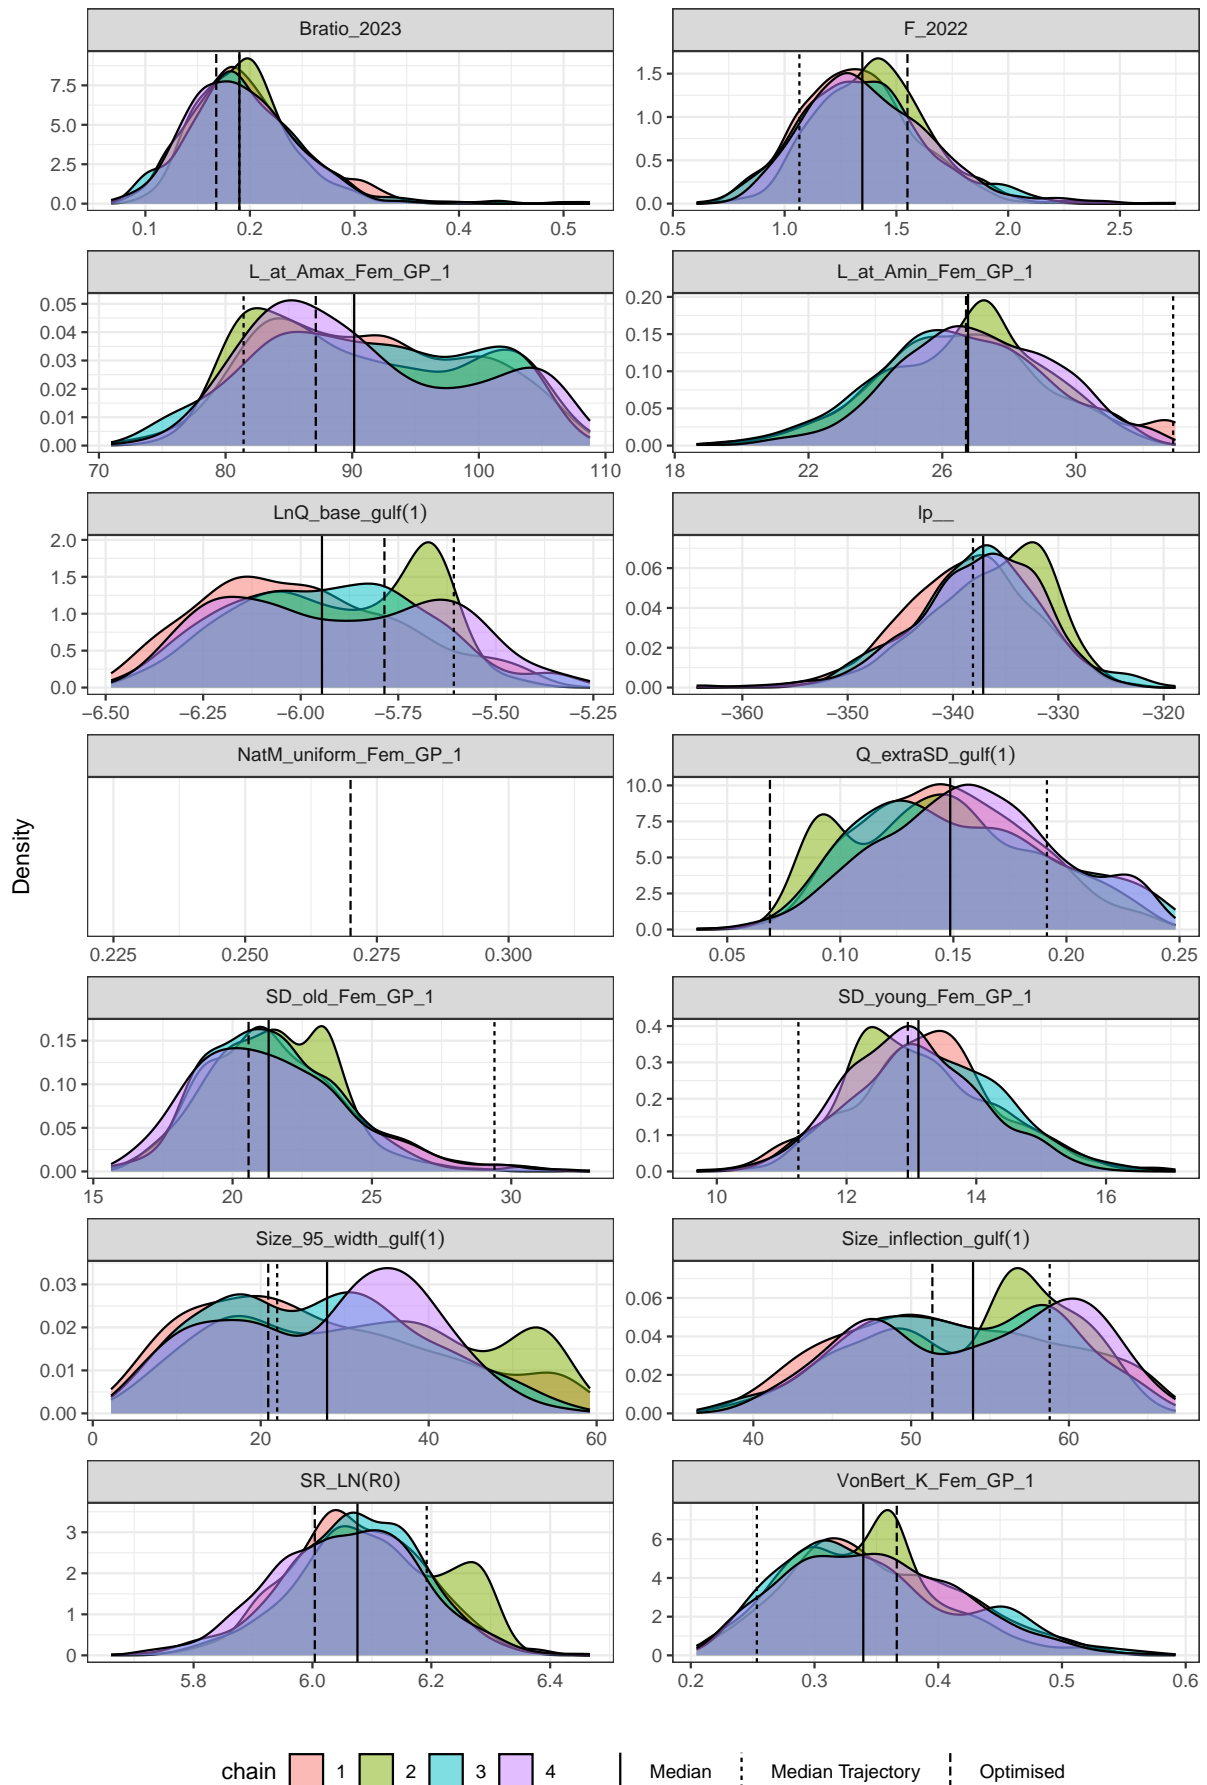 Bratio_2023
F_2022
7.5
5.0
2.5
0.0
0.1 0.2 0.3 0.4 0.5
1.5
1.0
0.5
0.0
0.5 1.0 1.5 2.0 2.5
L_at_Amax_Fem_GP_1
L_at_Amin_Fem_GP_1
0.05
0.04
0.03
0.02
0.01
0.00
70 80 90 100 110
0.20
0.15
0.10
0.05
0.00
18 22 26 30
LnQ_base_gulf(1)
lp__
2.0
1.5
1.0
0.5
0.0
−6.50 −6.25 −6.00 −5.75 −5.50 −5.25
0.06
0.04
0.02
0.00
−360 −350 −340 −330 −320
NatM_uniform_Fem_GP_1
Q_extraSD_gulf(1)
0.225 0.250 0.275 0.300
10.0
7.5
5.0
2.5
0.0
0.05 0.10 0.15 0.20 0.25
Density
SD_old_Fem_GP_1
SD_young_Fem_GP_1
0.15
0.10
0.05
0.00
15 20 25 30
0.4
0.3
0.2
0.1
0.0
10 12 14 16
Size_95_width_gulf(1)
Size_inflection_gulf(1)
0.03
0.02
0.01
0.00
0 20 40 60
0.06
0.04
0.02
0.00
40 50 60
SR_LN(R0)
VonBert_K_Fem_GP_1
3
2
1
0
5.8 6.0 6.2 6.4
6
4
2
0
0.2 0.3 0.4 0.5 0.6
chain 1 2 3 4 Median Median Trajectory Optimised